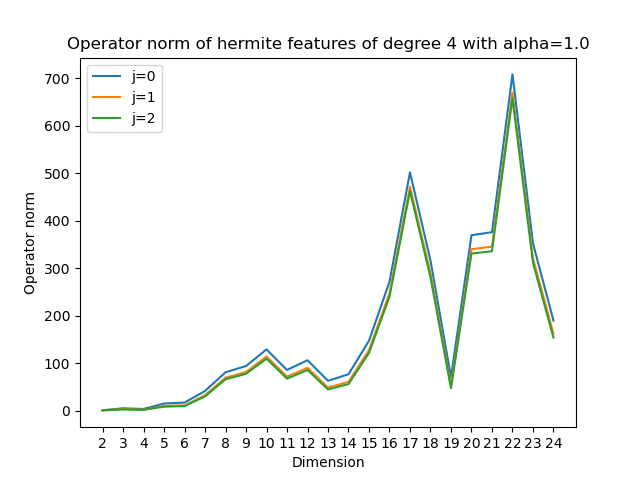 Operator norm of hermite features of degree 4 with alpha=1.0
j=0
j=1
j=2
700
600
500
400
300
200
100
0
Operator norm
2 3 4 5 6 7 8 9 10 11 12 13 14 15 16 17 18 19 20 21 22 23 24
Dimension